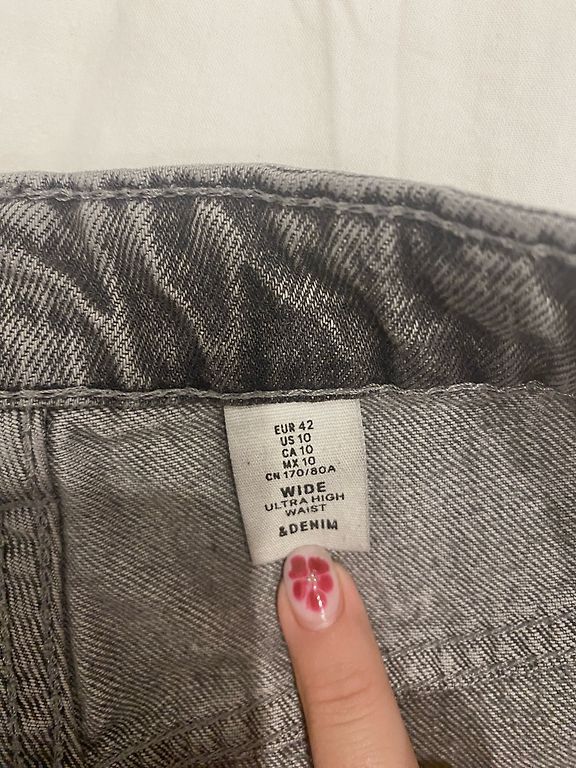 EUR 42
US 10
CA 10
MX 10
CN 170/80A
WIDE
ULTRA HIGH
WAIST
&DENIM